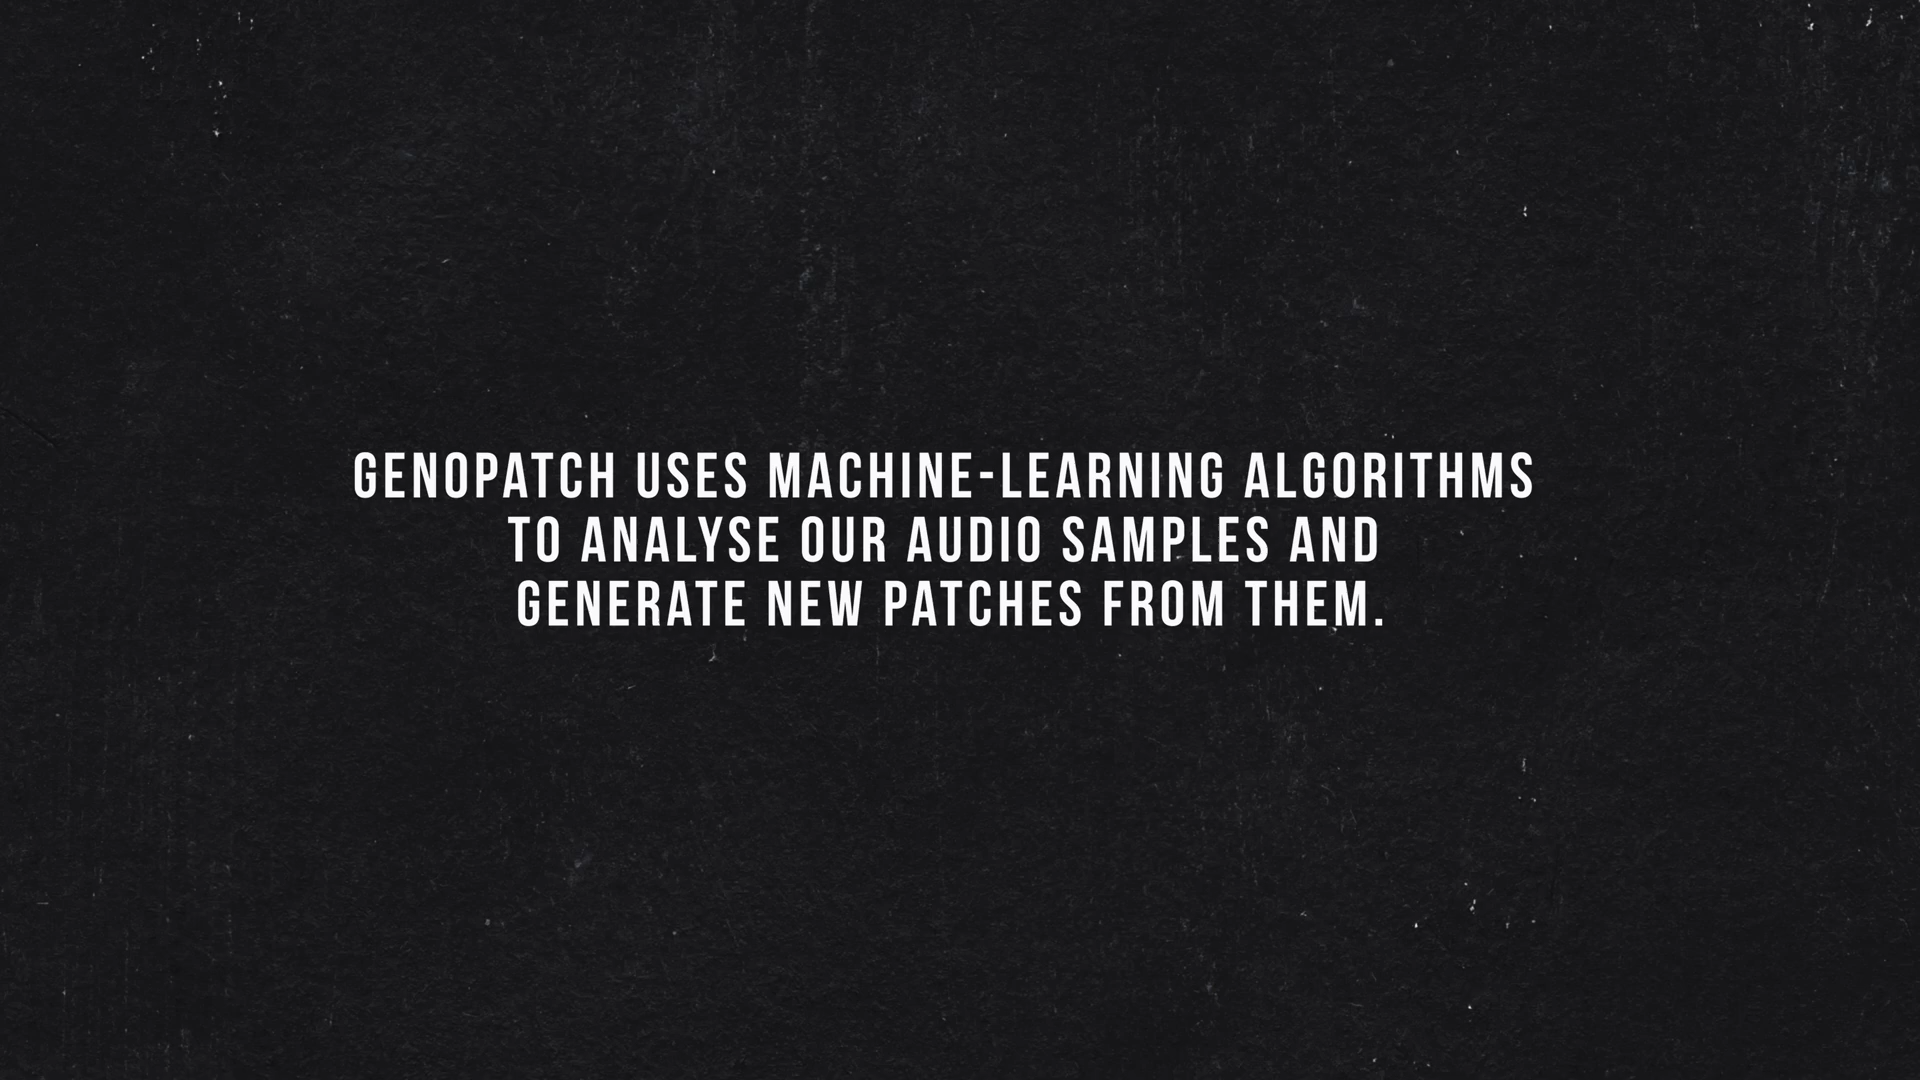 GENOPATCH USES MACHINE-LEARNING ALGORITHMS
TO ANALYSE OUR AUDIO SAMPLES AND
GENERATE NEW PATCHES FROM THEM.